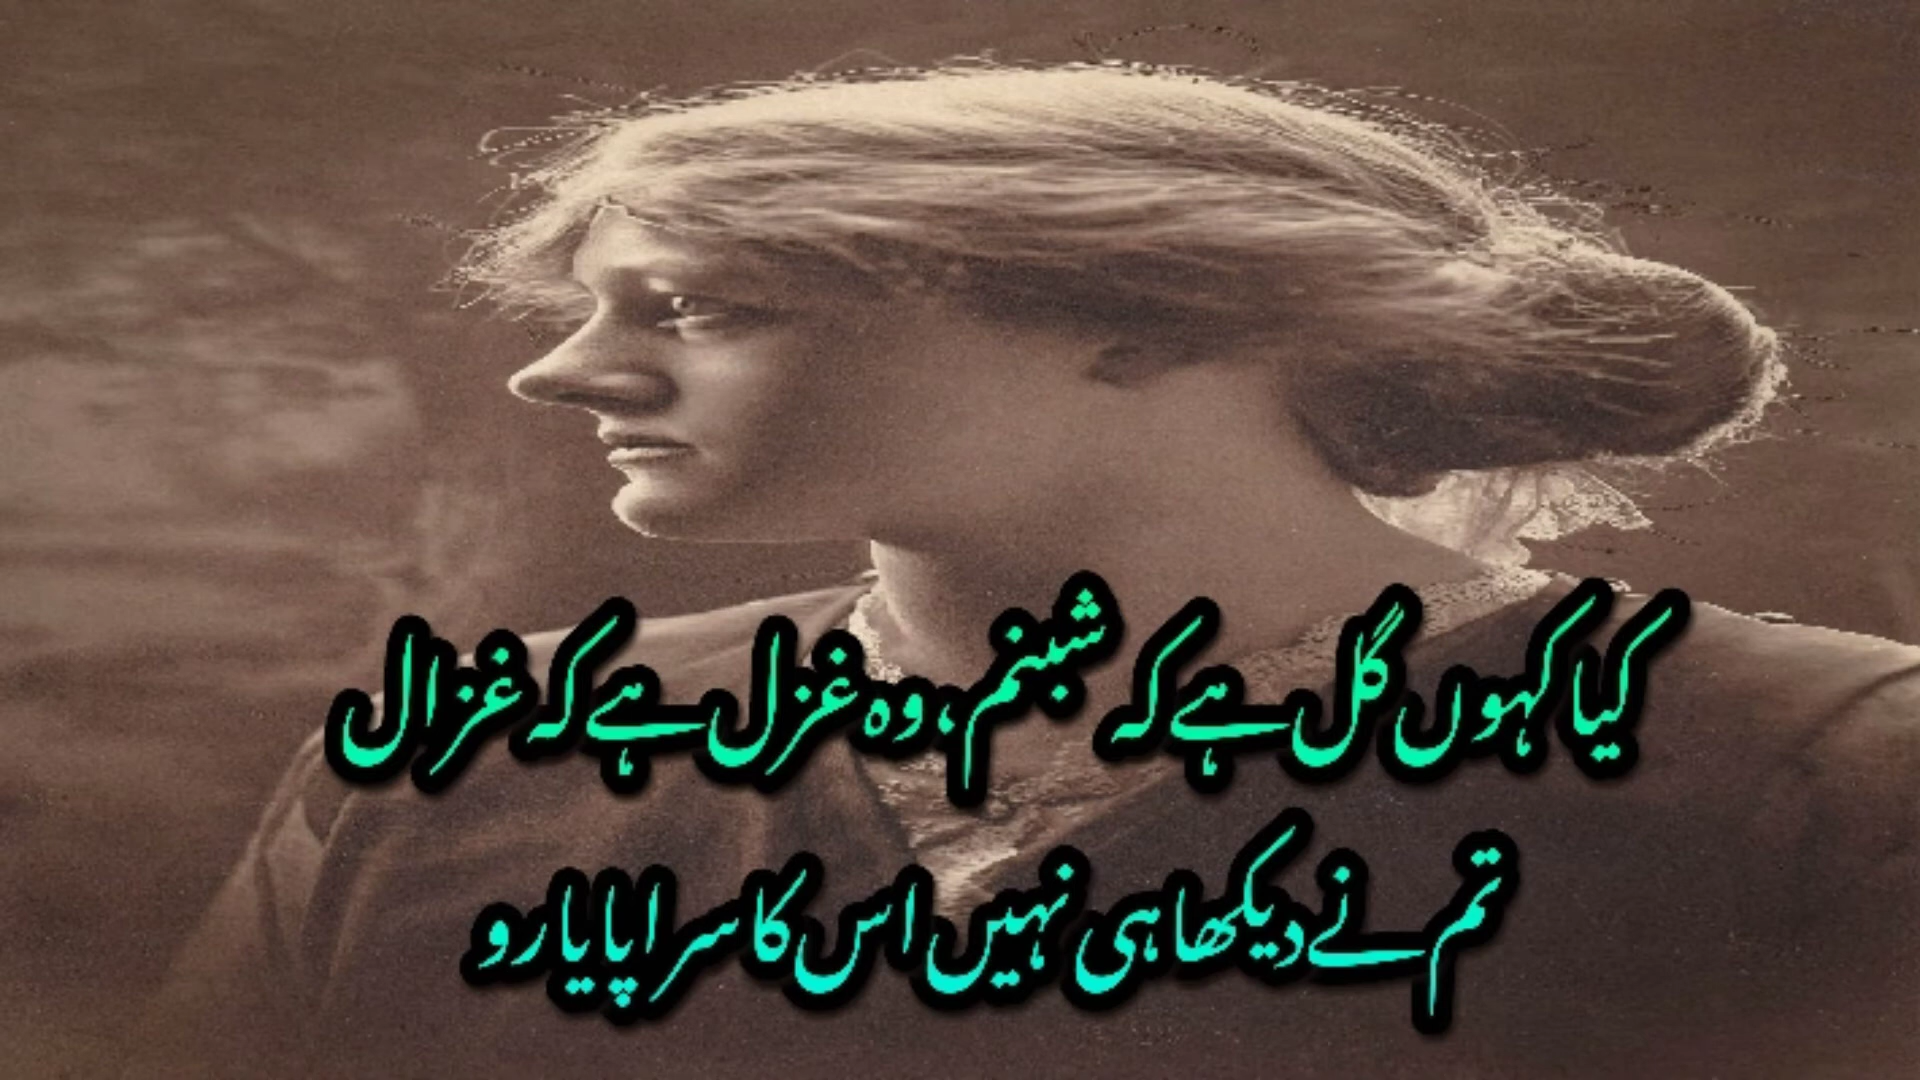 کیا کہوں گل ہے کہ شبنم، وہ غزل ہے کہ غزال
تم نے دیکھا ہی نہیں اس کا سراپا یارو